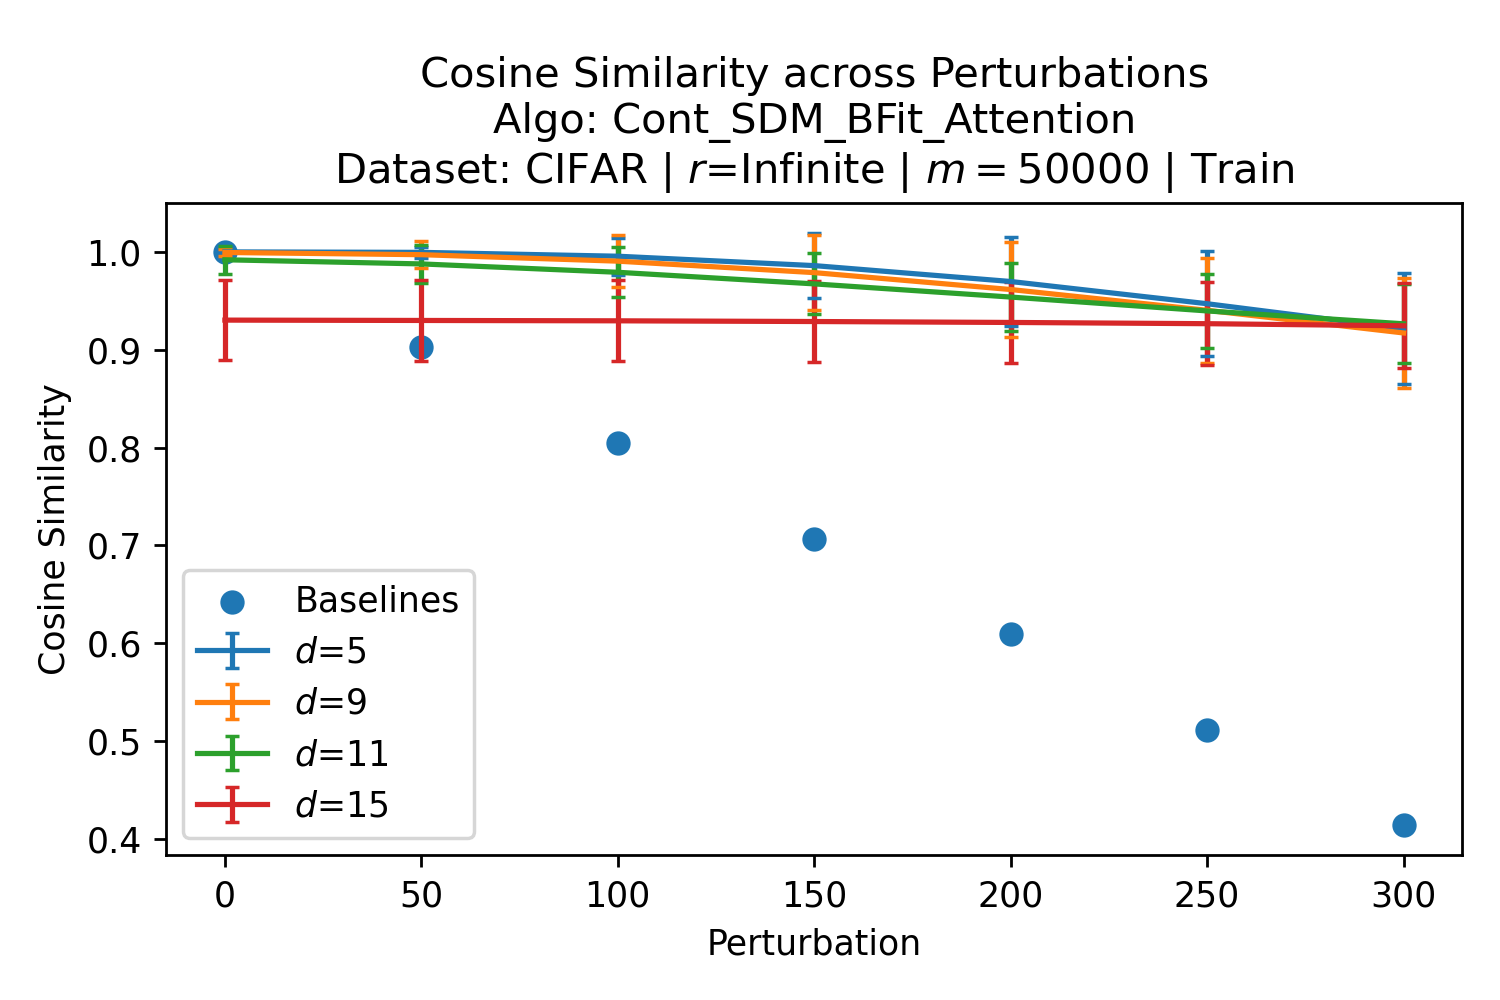 Cosine Similarity across Perturbations
Algo: Cont_SDM_BFit_Attention
Dataset: CIFAR | r=Infinite | m = 50000 | Train
1.0
0.9
0.8
0.7
0.6
0.5
0.4
Cosine Similarity
Baselines
d=5
d=9
d=11
d=15
0 50 100 150 200 250 300
Perturbation